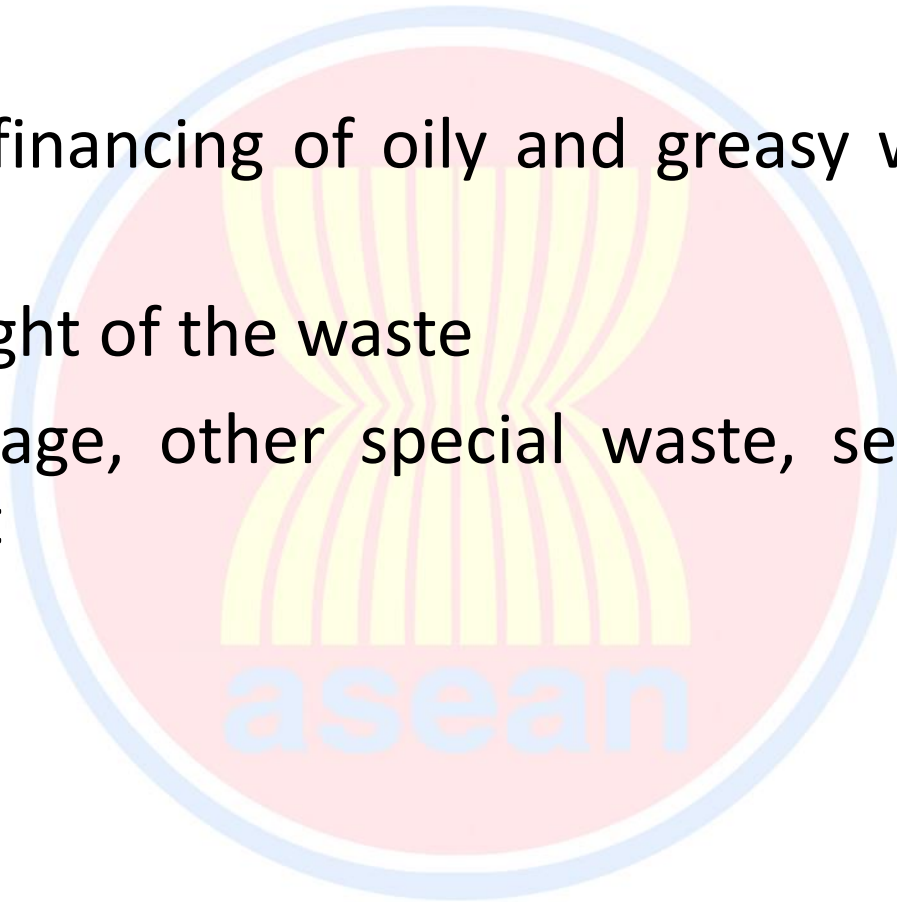 financing of oily and greasy
ght of the waste
age, other special waste, se
asean